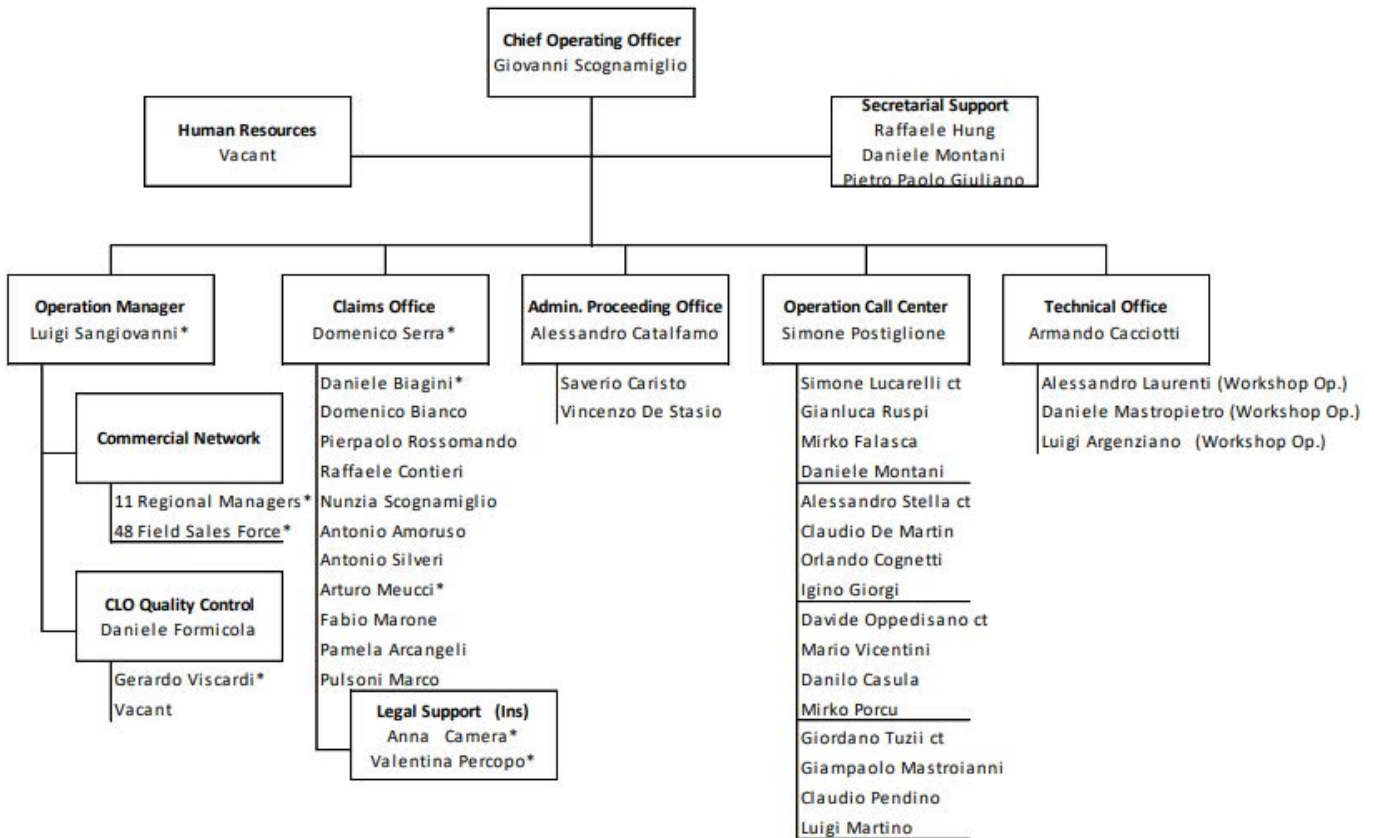 Chief Operating Officer
Giovanni Scognamiglio
Human Resources
Vacant
Secretarial Support
Raffaele Hung
Daniele Montani
Pietro Paolo Giuliano
Operation Manager
Luigi Sangiovanni*
Commercial Network
11 Regional Managers*
48 Field Sales Force*
CLO Quality Control
Daniele Formicola
Gerardo Viscardi*
Vacant
Claims Office
Domenico Serra*
Daniele Biagini*
Domenico Bianco
Pierpaolo Rossomando
Raffaele Contieri
Nunzia Scognamiglio
Antonio Amoruso
Antonio Silveri
Arturo Meucci*
Fabio Marone
Pamela Arcangeli
Pulsoni Marco
Legal Support (Ins)
Anna Camera*
Valentina Percopo*
Admin. Proceeding Office
Alessandro Catalfamo
Saverio Caristo
Vincenzo De Stasio
Operation Call Center
Simone Postiglione
Simone Lucarelli ct
Gianluca Ruspi
Mirko Falasca
Daniele Montani
Alessandro Stella ct
Claudio De Martin
Orlando Cognetti
Igino Giorgi
Davide Oppedisano ct
Mario Vicentini
Danilo Casula
Mirko Porcu
Giordano Tuzii ct
Giampaolo Mastroianni
Claudio Pendino
Luigi Martino
Technical Office
Armando Cacciotti
Alessandro Laurenti (Workshop Op.)
Daniele Mastropietro (Workshop Op.)
Luigi Argenziano (Workshop Op.)